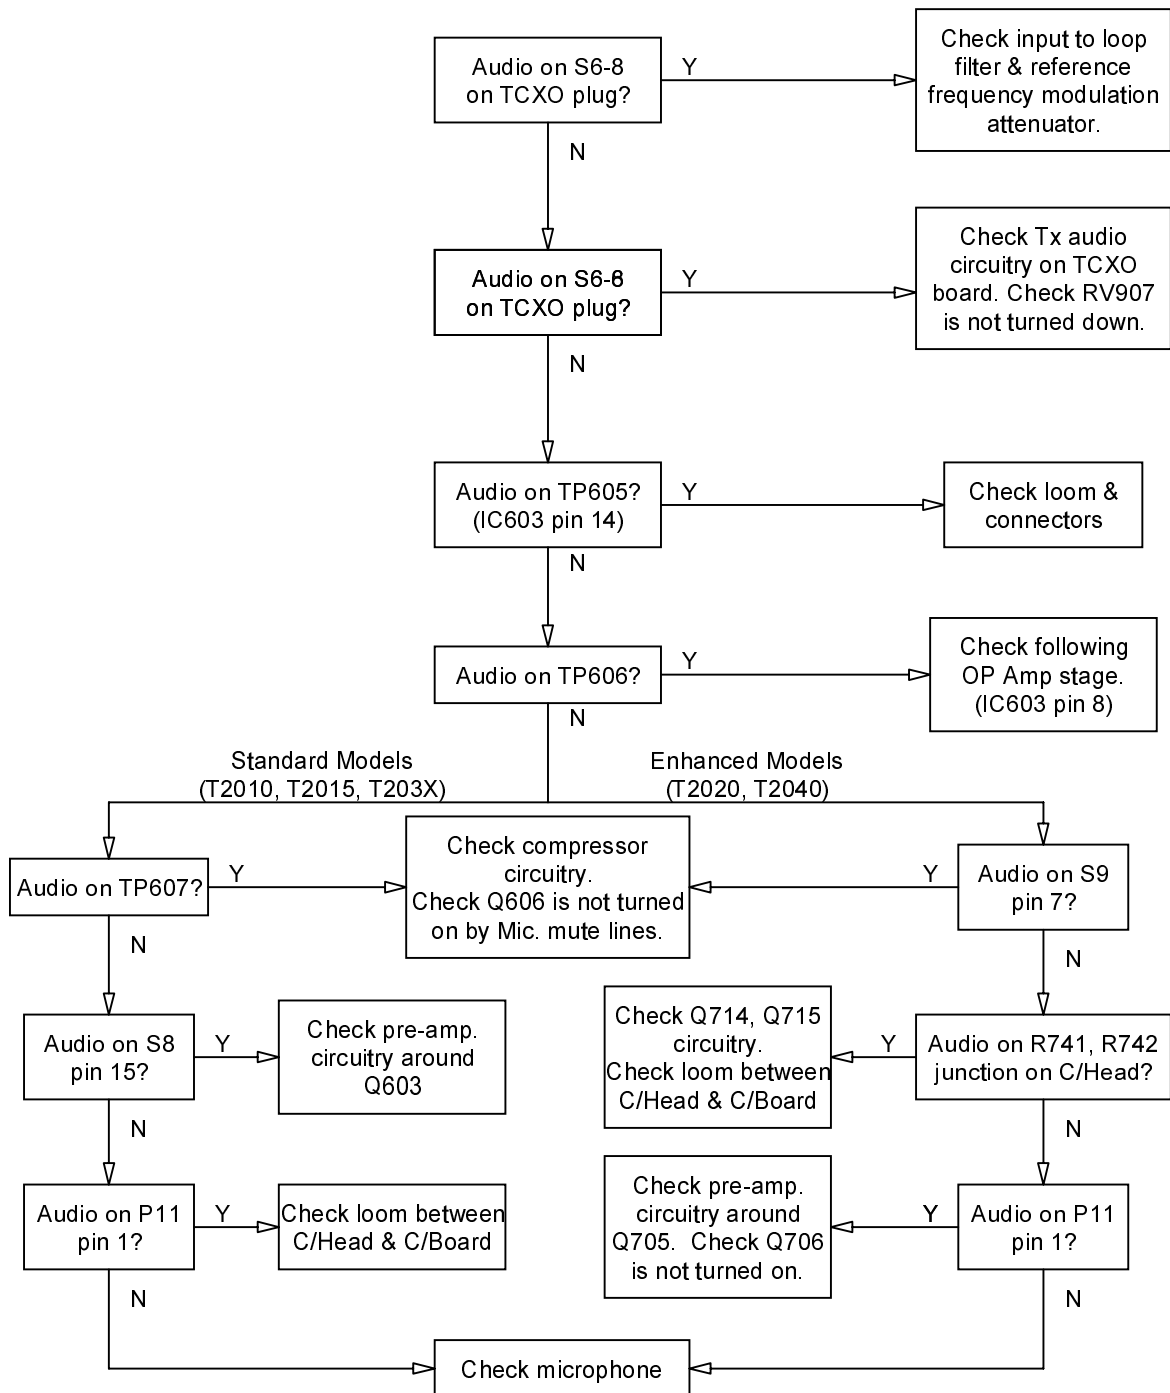 Audio on S6-8
on TCXO plug?
Y
Check input to loop
filter & reference
frequency modulation
attenuator.
N
Audio on S6-8
on TCXO plug?
Y
Check Tx audio
circuitry on TCXO
board. Check RV907
is not turned down.
N
Audio on TP605?
(IC603 pin 14)
Y
Check loom &
connectors
N
Audio on TP606?
Y
Check following
OP Amp stage.
(IC603 pin 8)
N
Standard Models
(T2010, T2015, T203X)
Enhanced Models
(T2020, T2040)
Audio on TP607?
Y
Check compressor
circuitry.
Check Q606 is not turned
on by Mic. mute lines.
Y
Audio on S9
pin 7?
N
N
Audio on S8
pin 15?
Y
Check pre-amp.
circuitry around
Q603
Check Q714, Q715
circuitry.
Check loom between
C/Head & C/Board
Y
Audio on R741, R742
junction on C/Head?
N
N
Audio on P11
pin 1?
Y
Check loom between
C/Head & C/Board
Check pre-amp.
circuitry around
Q705. Check Q706
is not turned on.
Y
Audio on P11
pin 1?
N
N
Check microphone